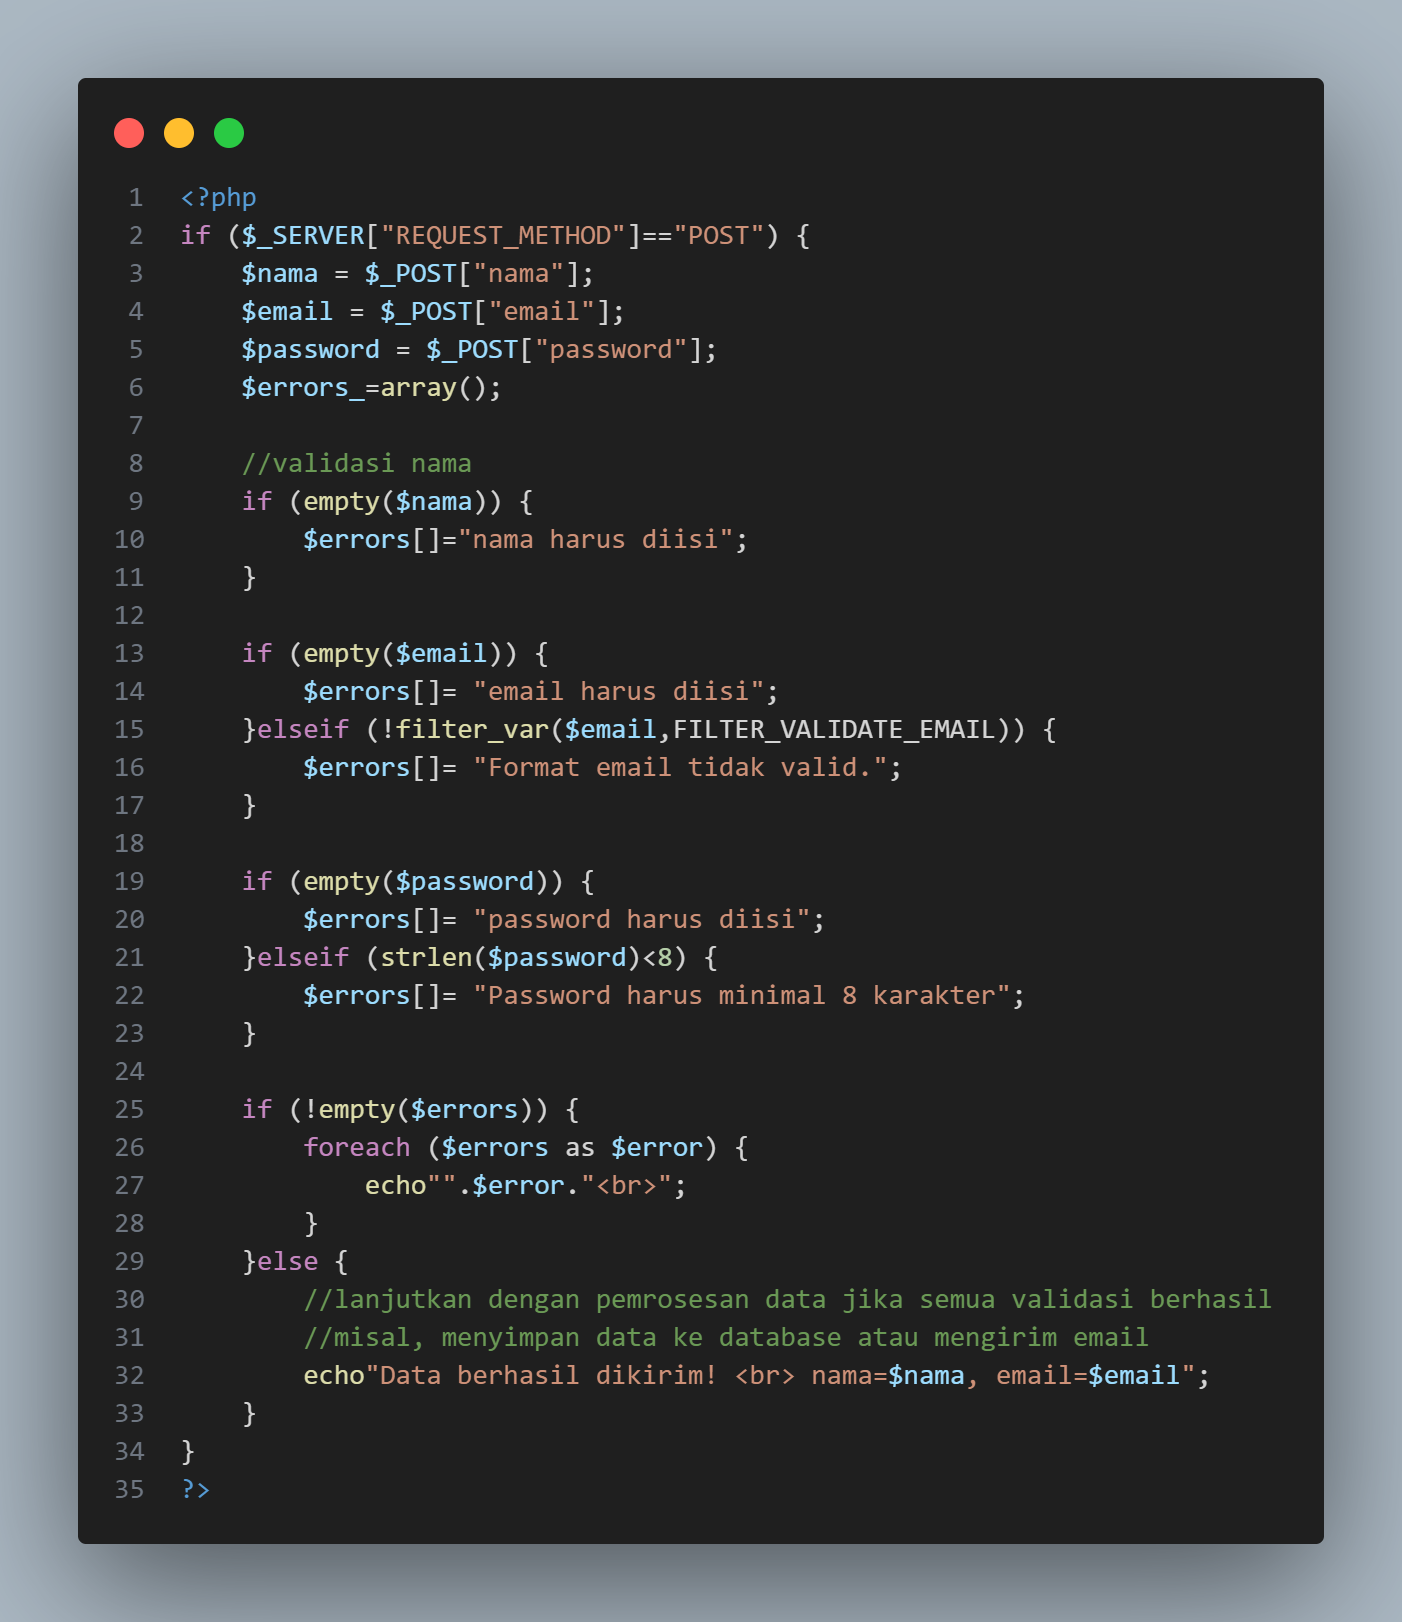 1 <?php
2 if ($_SERVER["REQUEST_METHOD"]=="POST") {
3     $nama = $_POST["nama"];
4     $email = $_POST["email"];
5     $password = $_POST["password"];
6     $errors_=array();
7
8     //validasi nama
9     if (empty($nama)) {
10         $errors[]="nama harus diisi";
11     }
12
13     if (empty($email)) {
14         $errors[]= "email harus diisi";
15     }elseif (!filter_var($email,FILTER_VALIDATE_EMAIL)) {
16         $errors[]= "Format email tidak valid.";
17     }
18
19     if (empty($password)) {
20         $errors[]= "password harus diisi";
21     }elseif (strlen($password)<8) {
22         $errors[]= "Password harus minimal 8 karakter";
23     }
24
25     if (!empty($errors)) {
26         foreach ($errors as $error) {
27             echo"".$error."<br>";
28         }
29     }else {
30         //lanjutkan dengan pemrosesan data jika semua validasi berhasil
31         //misal, menyimpan data ke database atau mengirim email
32         echo"Data berhasil dikirim! <br> nama=$nama, email=$email";
33     }
34 }
35 ?>